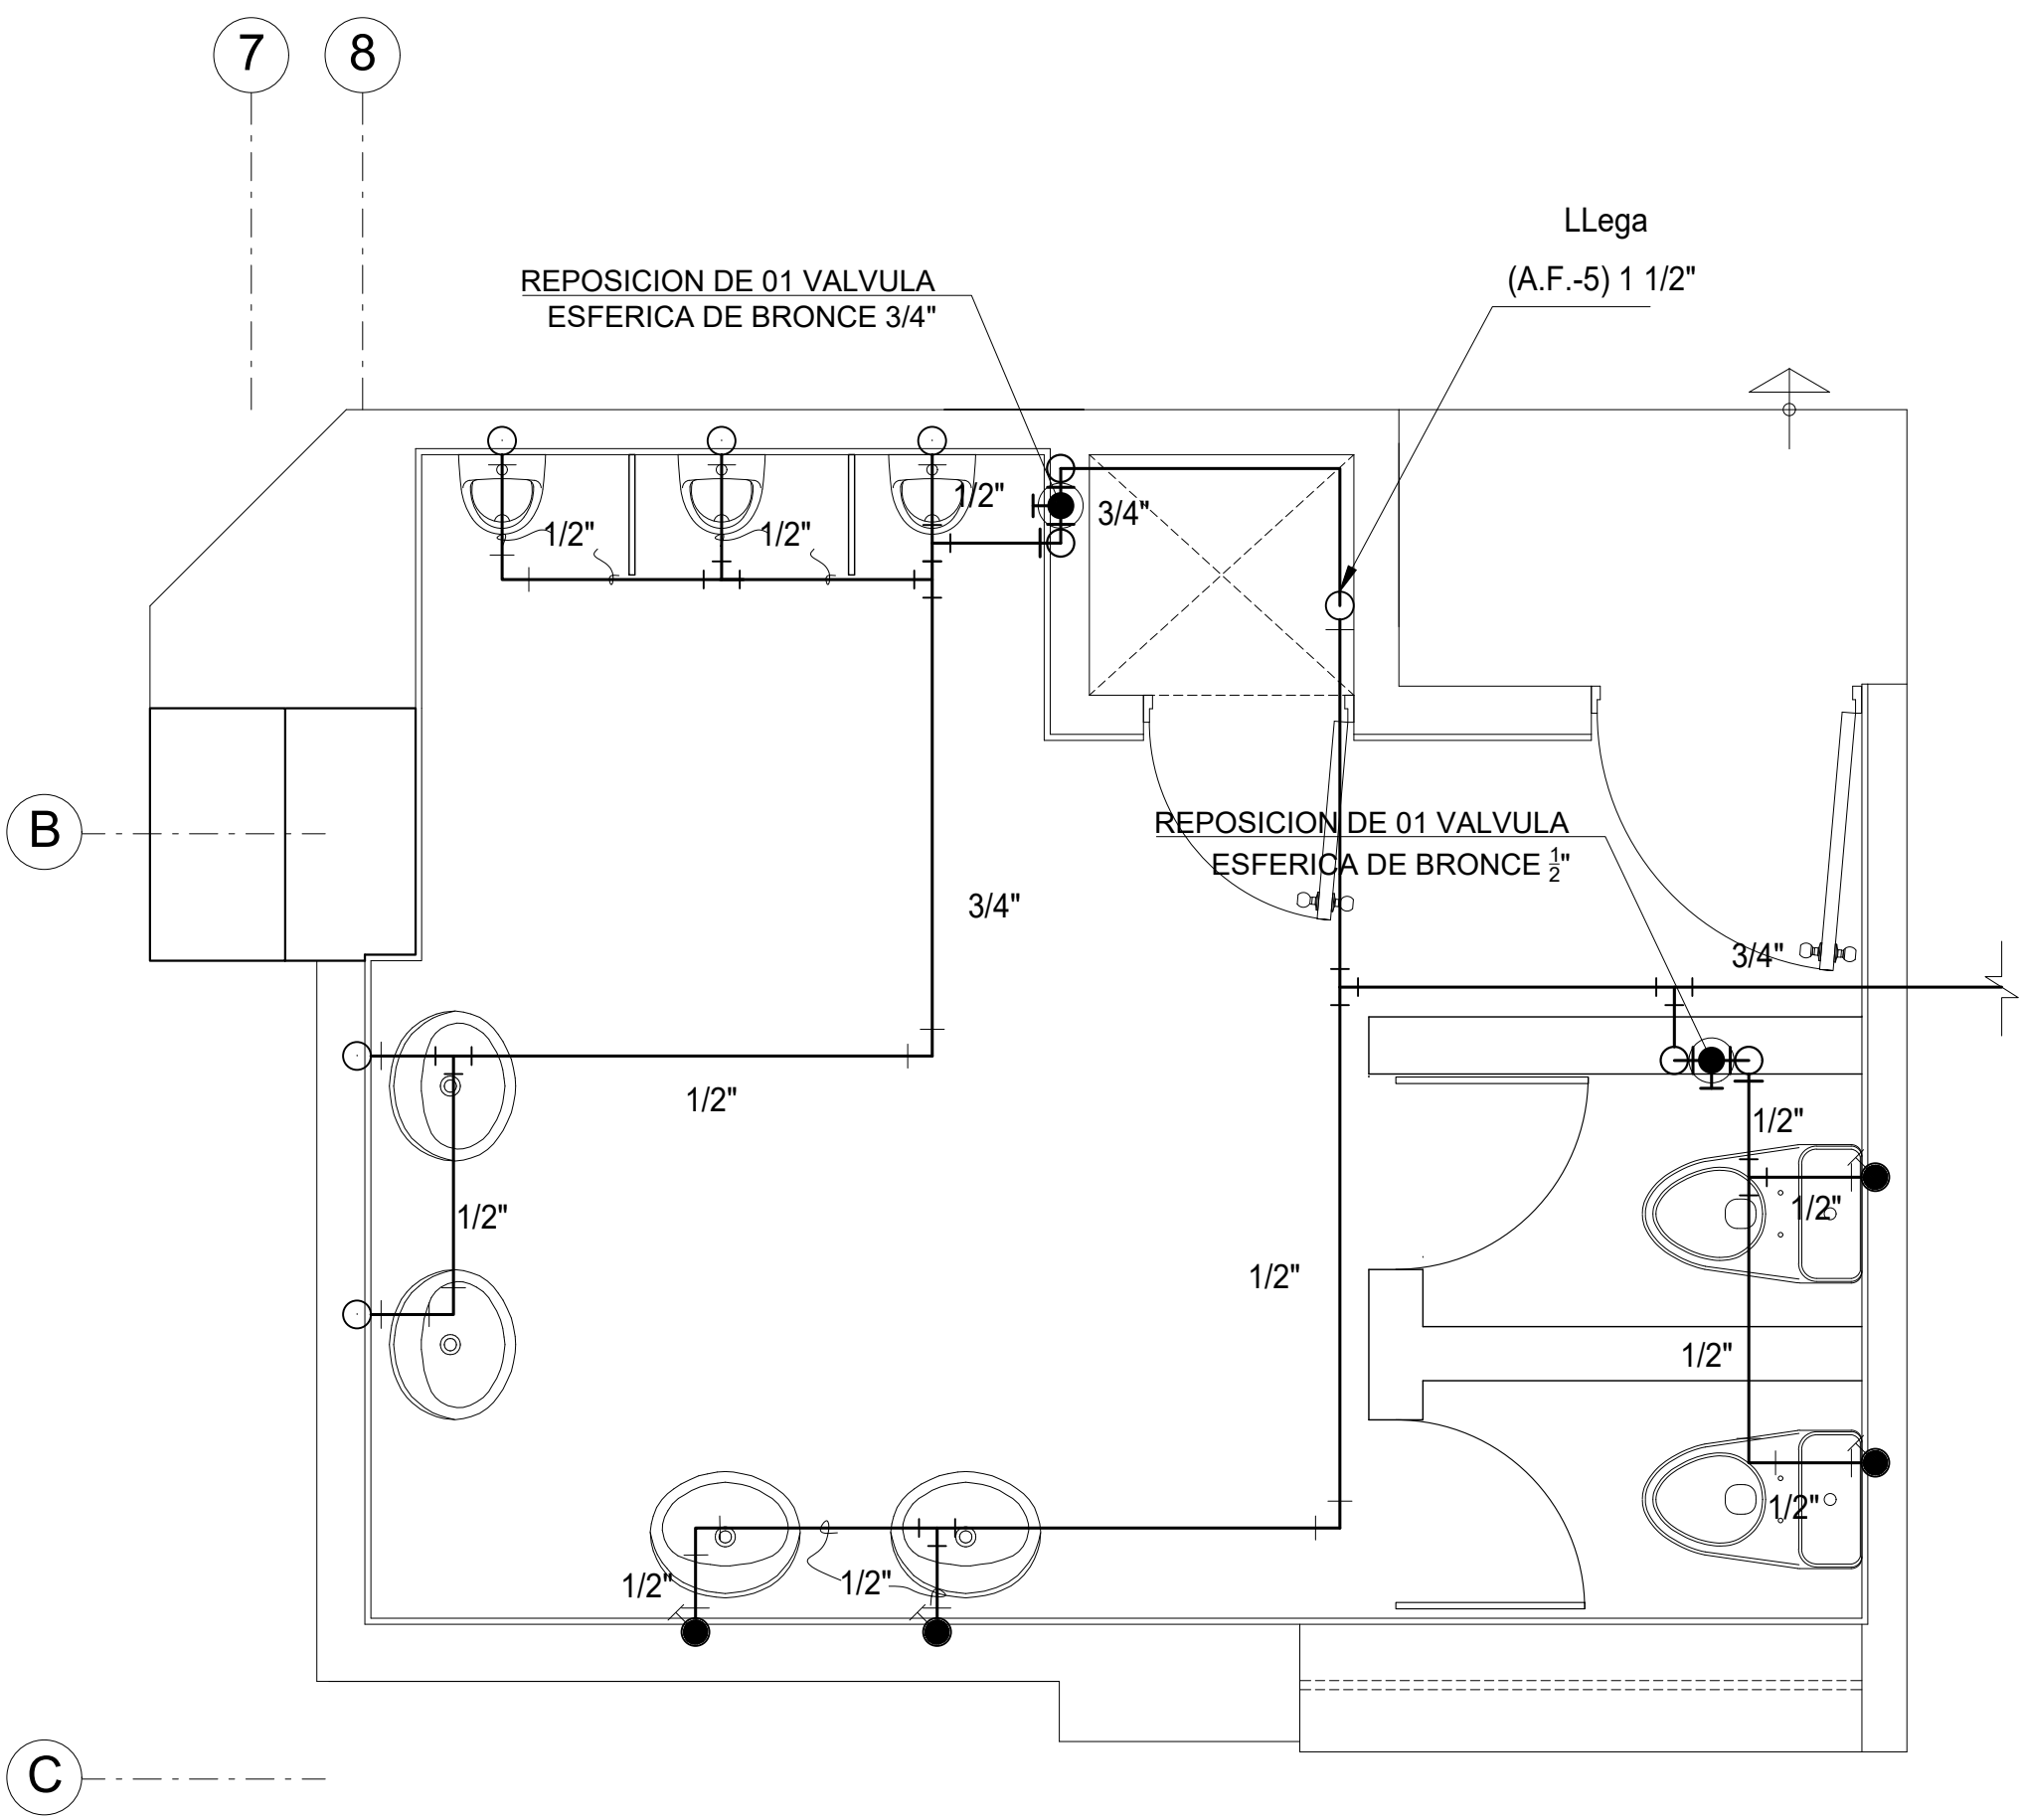 7
8
LLega
(A.F.-5) 1 1/2"
REPOSICION DE 01 VALVULA
ESFERICA DE BRONCE 3/4"
1/2"
3/4"
1/2"
1/2"
B
REPOSICION DE 01 VALVULA
ESFERICA DE BRONCE ½"
3/4"
3/4"
1/2"
1/2"
1/2"
1/2"
1/2"
1/2"
1/2"
1/2"
1/2"
1/2"
C